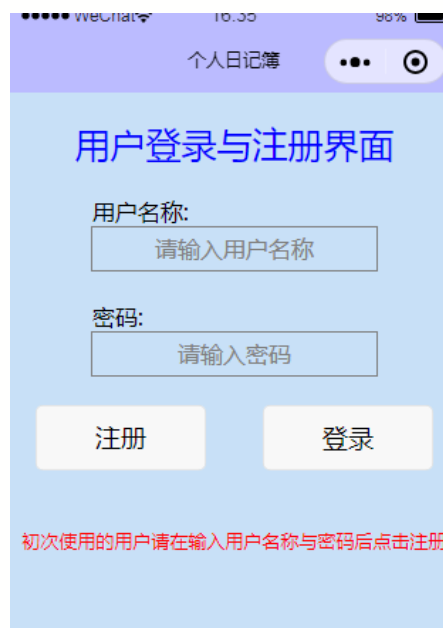 WeChat 16:35 98%
个人日记簿
用户登录与注册界面
用户名称:
请输入用户名称
密码:
请输入密码
注册 登录
初次使用的用户请在输入用户名称与密码后点击注册